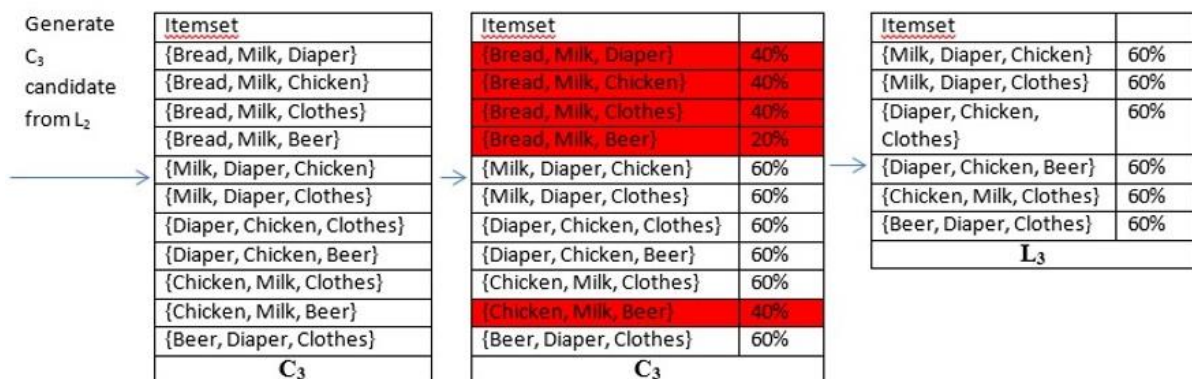 Generate
C3
candidate
from L2
Itemset
{Bread, Milk, Diaper}
{Bread, Milk, Chicken}
{Bread, Milk, Clothes}
{Bread, Milk, Beer}
{Milk, Diaper, Chicken}
{Milk, Diaper, Clothes}
{Diaper, Chicken, Clothes}
{Diaper, Chicken, Beer}
{Chicken, Milk, Clothes}
{Chicken, Milk, Beer}
{Beer, Diaper, Clothes}
C3
Itemset
{Bread, Milk, Diaper} 40%
{Bread, Milk, Chicken} 40%
{Bread, Milk, Clothes} 40%
{Bread, Milk, Beer} 20%
{Milk, Diaper, Chicken} 60%
{Milk, Diaper, Clothes} 60%
{Diaper, Chicken, Clothes} 60%
{Diaper, Chicken, Beer} 60%
{Chicken, Milk, Clothes} 60%
{Chicken, Milk, Beer} 40%
{Beer, Diaper, Clothes} 60%
C3
Itemset
{Milk, Diaper, Chicken} 60%
{Milk, Diaper, Clothes} 60%
{Diaper, Chicken, 60%
Clothes}
{Diaper, Chicken, Beer} 60%
{Chicken, Milk, Clothes} 60%
{Beer, Diaper, Clothes} 60%
L3